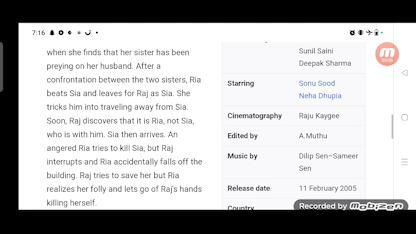 7:16
when she finds that her sister has been
preying on her husband. After a
confrontation between the two sisters, Ria
beats Sia and leaves for Raj as Sia. She
tricks him into traveling away from Sia.
Soon, Raj discovers that it is Ria, not Sia,
who is with him. Sia then arrives. An
angered Ria tries to kill Sia, but Raj
interrupts and Ria accidentally falls off the
building. Raj tries to save her but Ria
realizes her folly and lets go of Raj's hands
killing herself.
Sunil Saini
Deepak Sharma
Starring Sonu Sood
Neha Dhupia
Cinematography Raju Kaygee
Edited by A.Muthu
Music by Dilip Sen–Sameer
Sen
Release date 11 February 2005
Country
Recorded by Mobizen